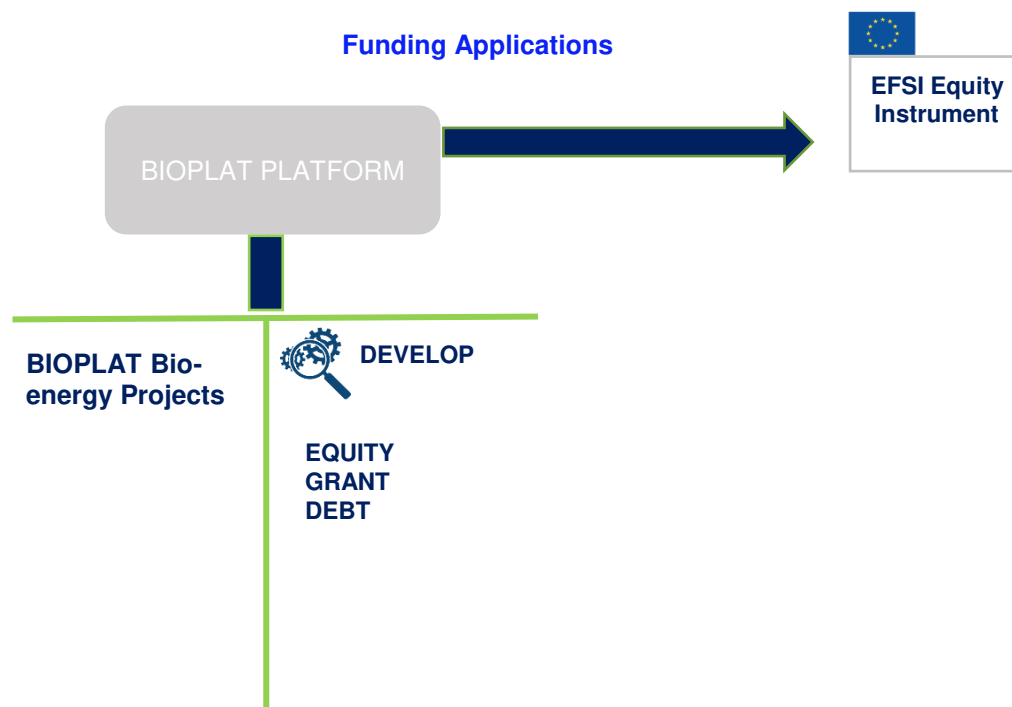 Funding Applications
EFSI Equity
Instrument
BIOPLAT PLATFORM
BIOPLAT Bio-
energy Projects
DEVELOP
EQUITY
GRANT
DEBT